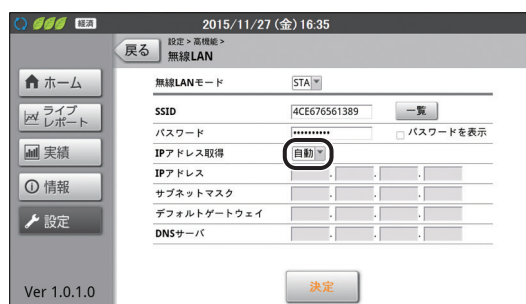 経済 2015/11/27 (金) 16:35
戻る
設定 > 高機能 >
無線LAN
ホーム
ライブ
レポート
実績
情報
設定
Ver 1.0.1.0
無線LANモード STA
SSID 4CE676561389 一覧
パスワード •••••••••• パスワードを表示
IPアドレス取得 自動
IPアドレス . . .
サブネットマスク . . .
デフォルトゲートウェイ . . .
DNSサーバ . . .
決定